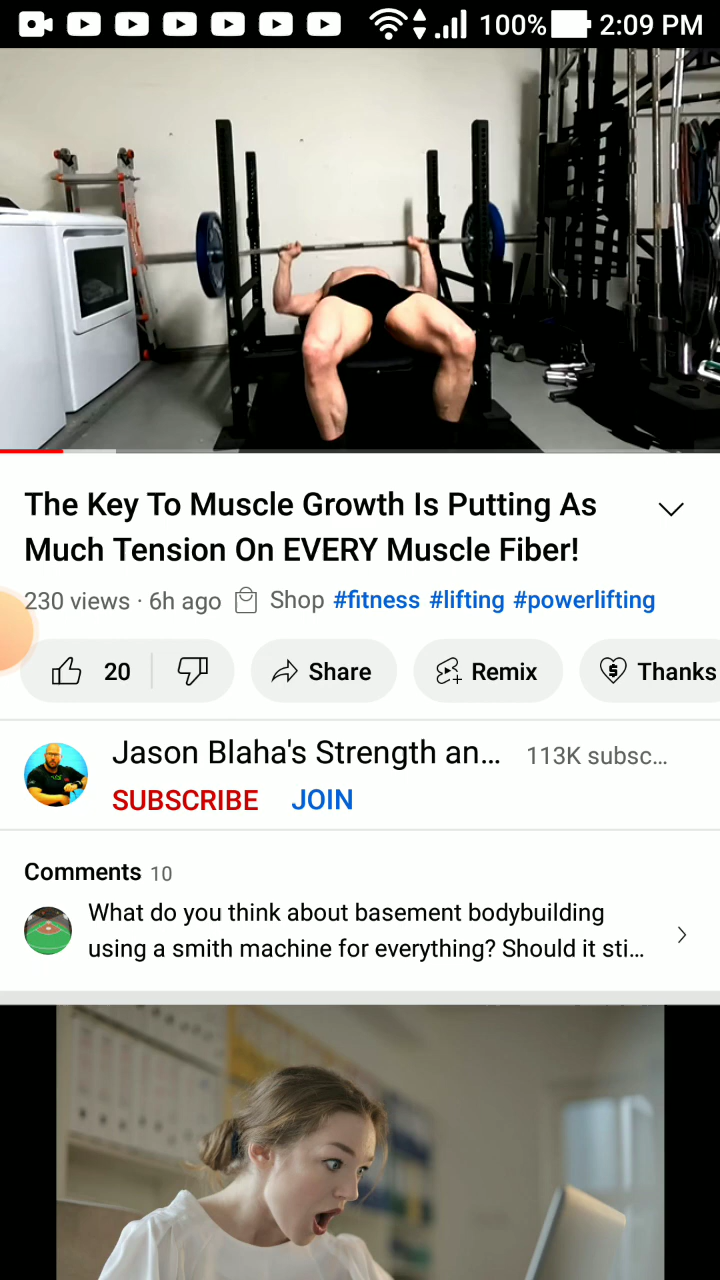 100% 2:09 PM
The Key To Muscle Growth Is Putting As
Much Tension On EVERY Muscle Fiber!
230 views · 6h ago Shop #fitness #lifting #powerlifting
20 Share Remix Thanks
Jason Blaha's Strength an... 113K subsc...
SUBSCRIBE JOIN
Comments 10
What do you think about basement bodybuilding
using a smith machine for everything? Should it sti...